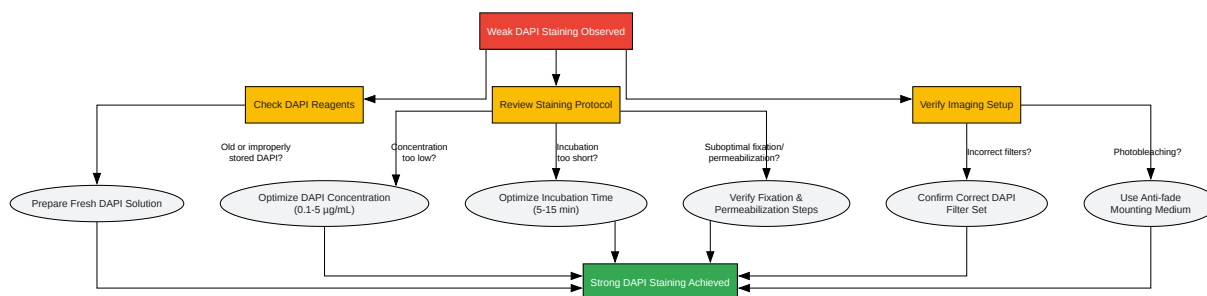 Weak DAPI Staining Observed
Check DAPI Reagents
Review Staining Protocol
Verify Imaging Setup
Old or improperly
stored DAPI?
Concentration
too low?
Incubation
too short?
Suboptimal fixation/
permeabilization?
Incorrect filters?
Photobleaching?
Prepare Fresh DAPI Solution
Optimize DAPI Concentration
(0.1-5 µg/mL)
Optimize Incubation Time
(5-15 min)
Verify Fixation &
Permeabilization Steps
Confirm Correct DAPI
Filter Set
Use Anti-fade
Mounting Medium
Strong DAPI Staining Achieved